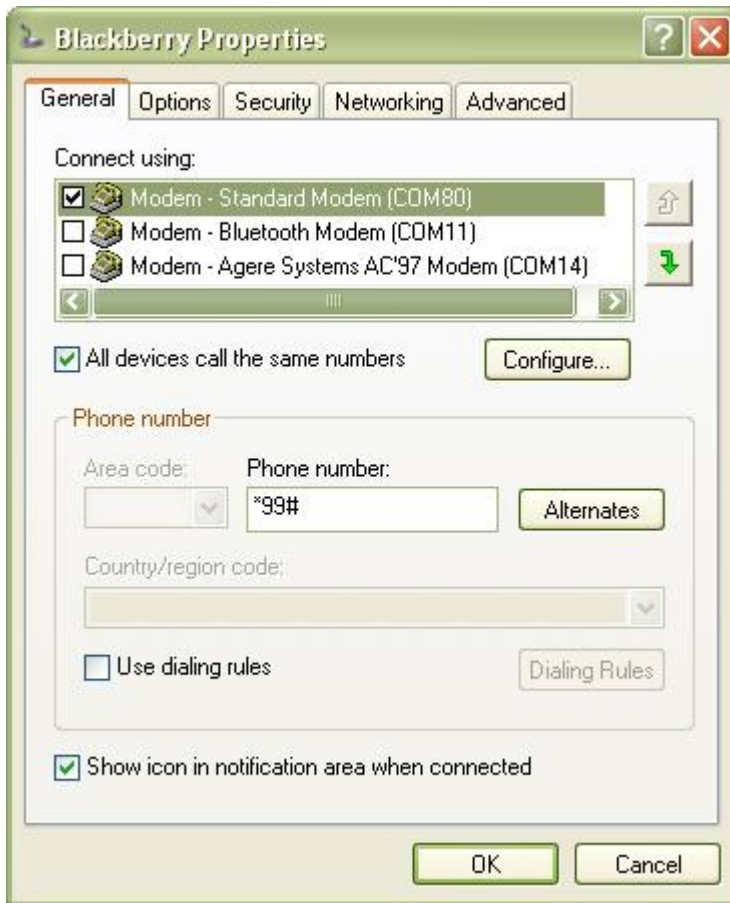 Blackberry Properties
General Options Security Networking Advanced
Connect using:
Modem - Standard Modem (COM80)
Modem - Bluetooth Modem (COM11)
Modem - Agere Systems AC'97 Modem (COM14)
All devices call the same numbers Configure...
Phone number
Area code: Phone number:
*99# Alternates
Country/region code:
Use dialing rules Dialing Rules
Show icon in notification area when connected
OK Cancel